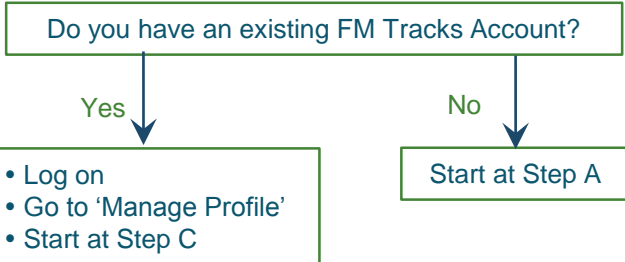 Do you have an existing FM Tracks Account?
Yes
No
• Log on
• Go to ‘Manage Profile’
• Start at Step C
Start at Step A